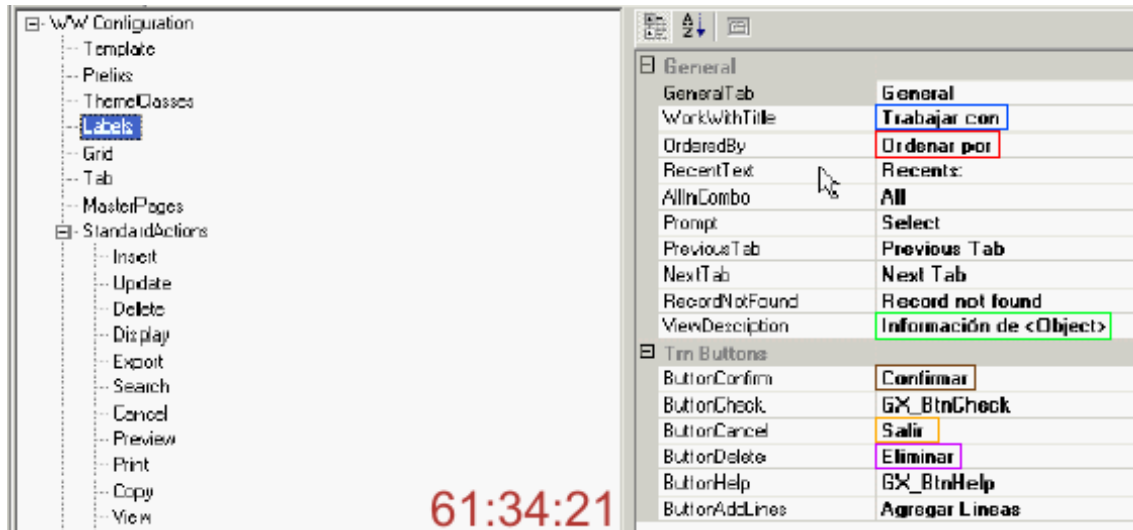 WW Configuration
Template
Prefixs
ThemeClasses
Labels
Grid
Tab
MasterPages
StandardActions
Insert
Update
Delete
Display
Export
Search
Cancel
Preview
Print
Copy
View
61:34:21
General
GeneralTab General
WorkWithTitle Trabajar con
OrderedBy Ordenar por
RecentText Recents:
AllInCombo All
Prompt Select
PreviousTab Previous Tab
NextTab Next Tab
RecordNotFound Record not found
ViewDescription Información de <Object>
Trn Buttons
ButtonConfirm Confirmar
ButtonCheck GX_BtnCheck
ButtonCancel Salir
ButtonDelete Eliminar
ButtonHelp GX_BtnHelp
ButtonAddLines Agregar Lineas